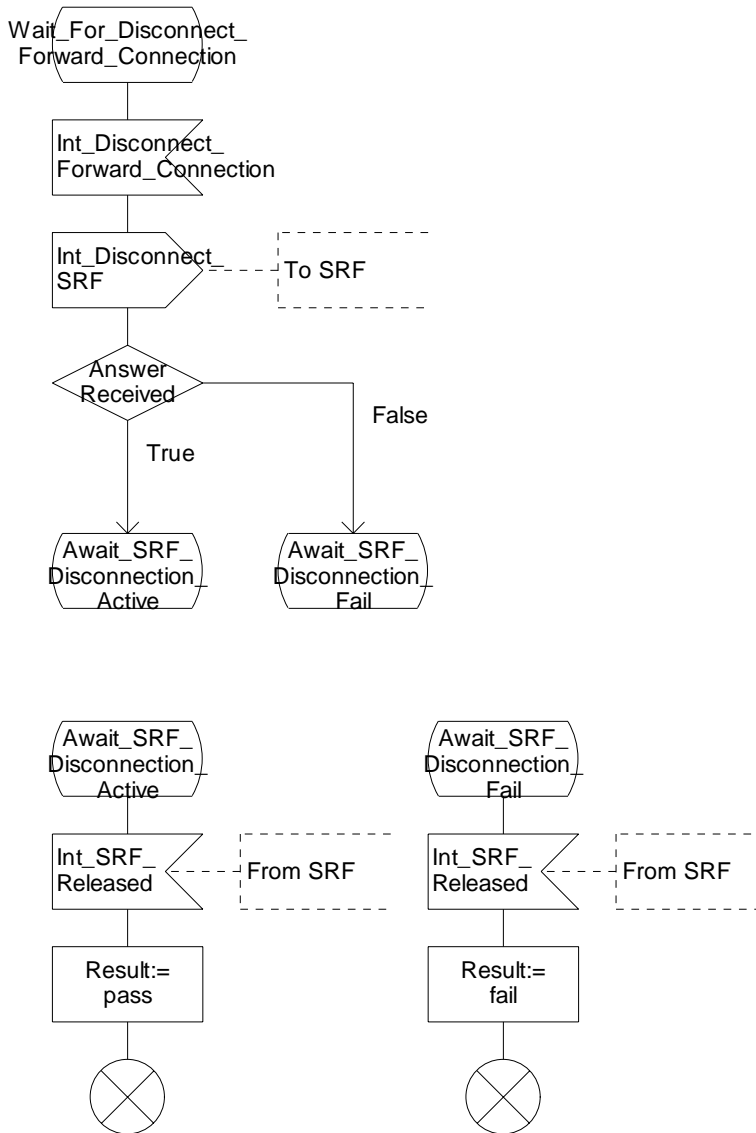 Wait_For_Disconnect_
Forward_Connection
Int_Disconnect_
Forward_Connection
Int_Disconnect_
SRF
To SRF
Answer
Received
False
True
Await_SRF_
Disconnection_
Active
Await_SRF_
Disconnection_
Fail
Await_SRF_
Disconnection_
Active
Await_SRF_
Disconnection_
Fail
Int_SRF_
Released
From SRF
Int_SRF_
Released
From SRF
Result:=
pass
Result:=
fail